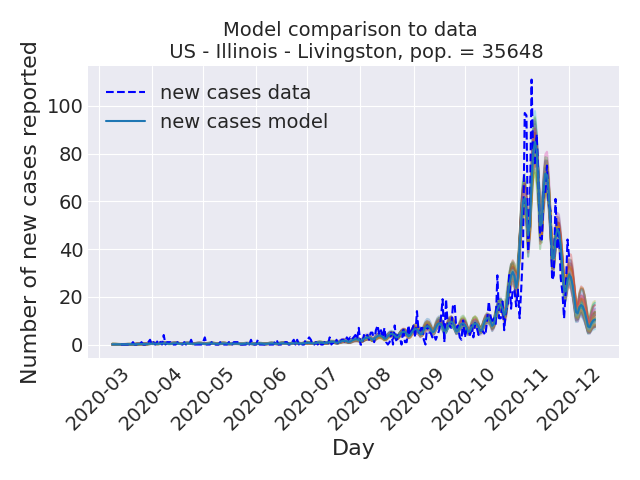 Model comparison to data
US - Illinois - Livingston, pop. = 35648
new cases data
new cases model
Number of new cases reported
100
80
60
40
20
0
2020-03
2020-04
2020-05
2020-06
2020-07
2020-08
2020-09
2020-10
2020-11
2020-12
Day